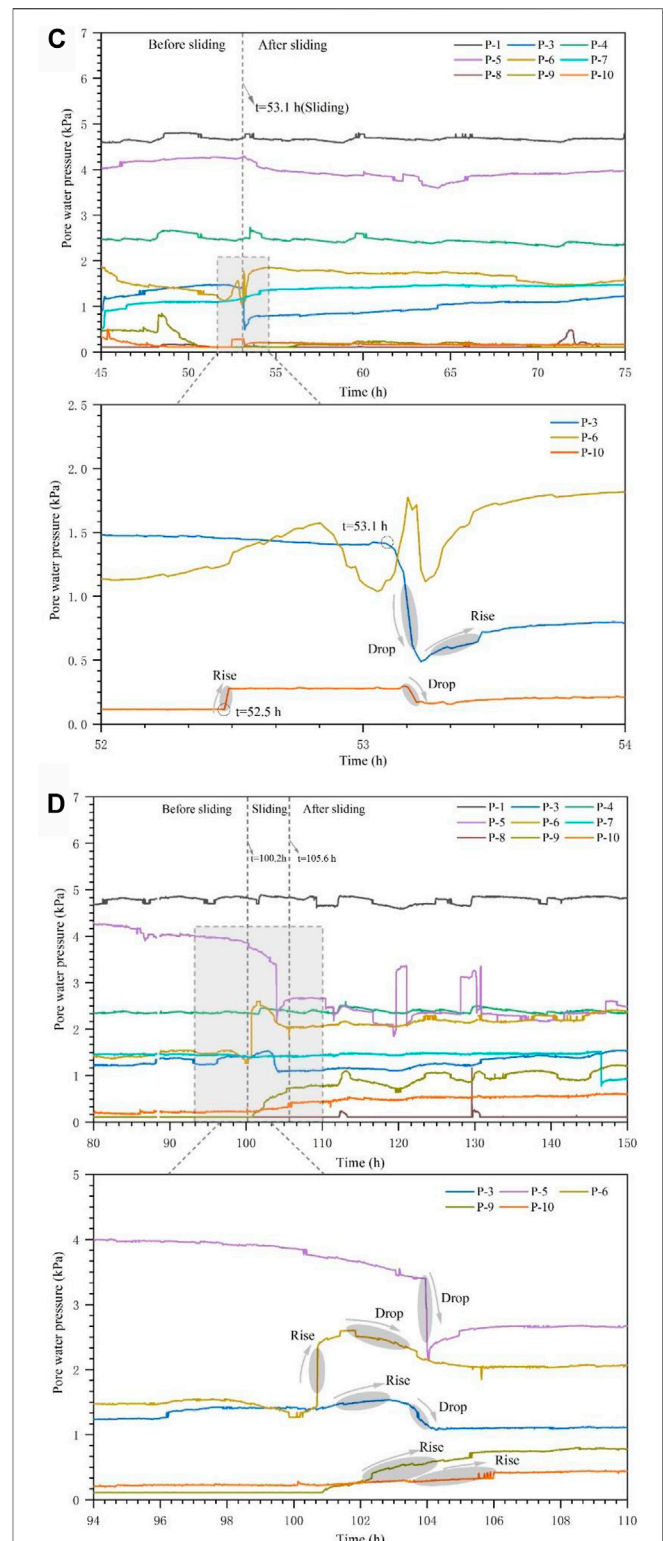 C
Before sliding After sliding
P-1 P-3 P-4
P-5 P-6 P-7
P-8 P-9 P-10
t=53.1 h(Sliding)
Pore water pressure (kPa)
7
6
5
4
3
2
1
0
45 50 55 60 65 70 75
Time (h)
P-3
P-6
P-10
Pore water pressure (kPa)
2.5
2.0
1.5
1.0
0.5
0.0
t=53.1 h
Rise
Drop
Rise
Drop
t=52.5 h
52 53 54
Time (h)
D
Before sliding Sliding After sliding
P-1 P-3 P-4
P-5 P-6 P-7
P-8 P-9 P-10
t=100.2h t=105.6 h
Pore water pressure (kPa)
7
6
5
4
3
2
1
0
80 90 100 110 120 130 140 150
Time (h)
P-3 P-5 P-6
P-9 P-10
Pore water pressure (kPa)
5
4
3
2
1
0
Drop
Drop
Rise
Rise
Drop
Rise
Rise
94 96 98 100 102 104 106 108 110
Time (h)